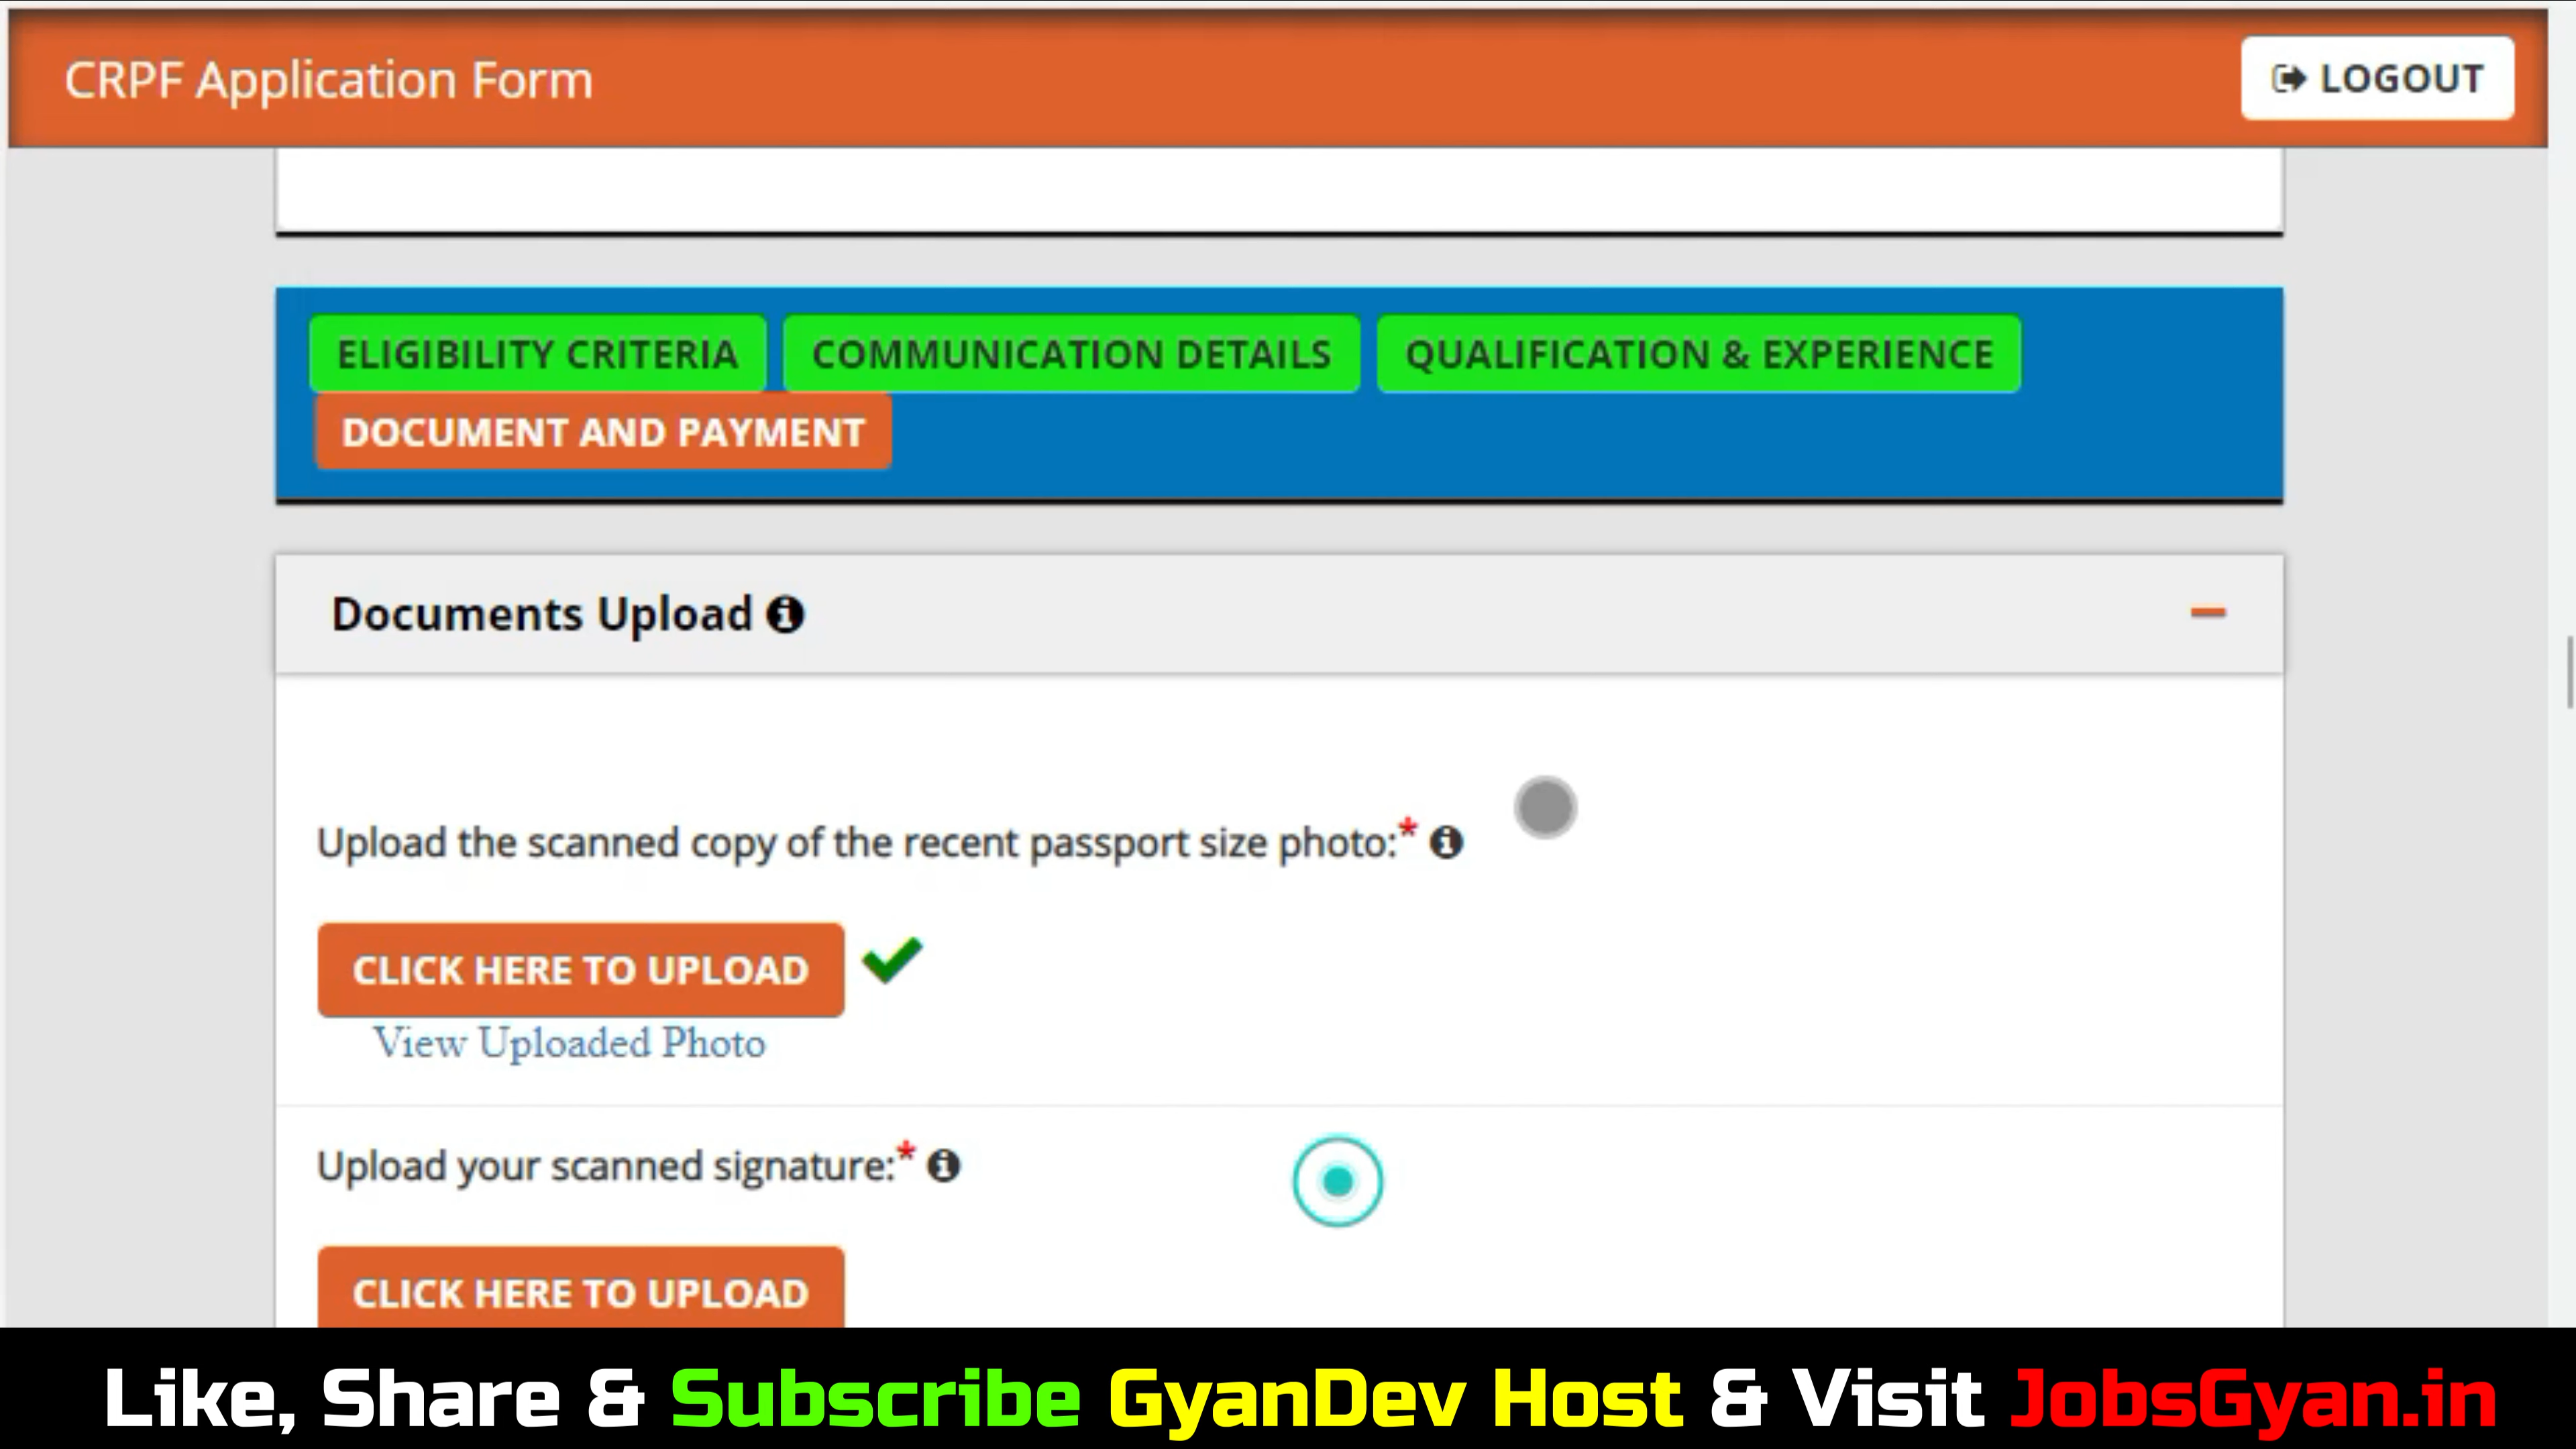 CRPF Application Form
LOGOUT
ELIGIBILITY CRITERIA COMMUNICATION DETAILS QUALIFICATION & EXPERIENCE
DOCUMENT AND PAYMENT
Documents Upload
Upload the scanned copy of the recent passport size photo:*
CLICK HERE TO UPLOAD
View Uploaded Photo
Upload your scanned signature:*
CLICK HERE TO UPLOAD
Like, Share & Subscribe GyanDev Host & Visit JobsGyan.in